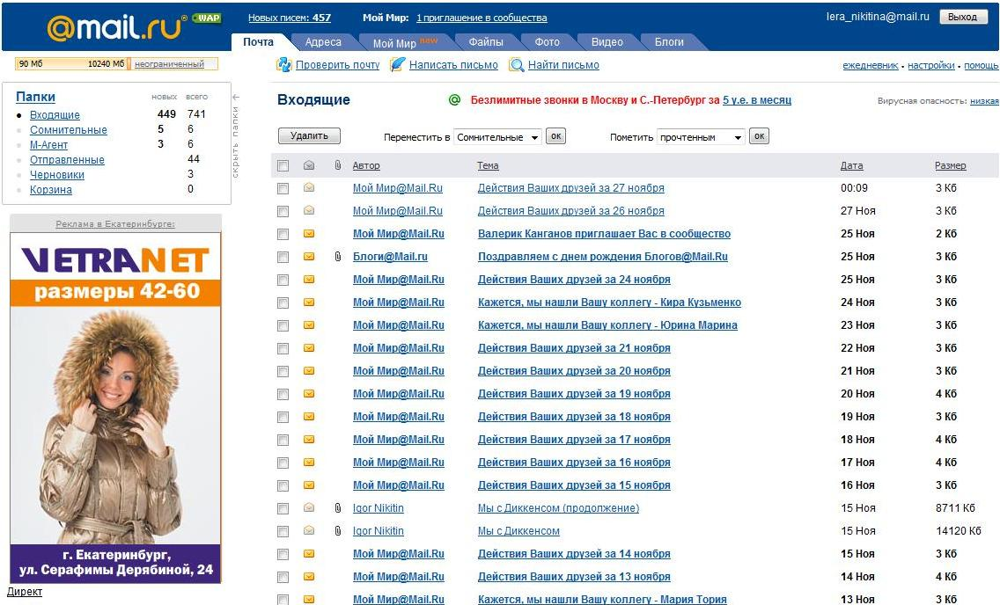 @mail.ru® WAP
Новых писем: 457 Мой Мир: 1 приглашение в сообщества lera_nikitina@mail.ru Выход
Почта Адреса Мой Мир new Файлы Фото Видео Блоги
90 Мб 10240 Мб неограниченный
Проверить почту Написать письмо Найти письмо ежедневник · настройки · помощь
Папки новых всего
Входящие 449 741
Сомнительные 5 6
М-Агент 3 6
Отправленные 44
Черновики 3
Корзина 0
← скрыть папки
Реклама в Екатеринбурге:
VETRANET
размеры 42-60
г. Екатеринбург,
ул. Серафимы Дерябиной, 24
Директ
Входящие @ Безлимитные звонки в Москву и С.-Петербург за 5 у.е. в месяц Вирусная опасность: низкая
Удалить Переместить в Сомнительные ок Пометить прочтенным ок
Автор Тема Дата Размер
Мой Мир@Mail.Ru Действия Ваших друзей за 27 ноября 00:09 3 Кб
Мой Мир@Mail.Ru Действия Ваших друзей за 26 ноября 27 Ноя 3 Кб
Мой Мир@Mail.Ru Валерик Канганов приглашает Вас в сообщество 25 Ноя 2 Кб
Блоги@Mail.ru Поздравляем с днем рождения Блогов@Mail.Ru 25 Ноя 3 Кб
Мой Мир@Mail.Ru Действия Ваших друзей за 24 ноября 25 Ноя 3 Кб
Мой Мир@Mail.Ru Кажется, мы нашли Вашу коллегу - Кира Кузьменко 24 Ноя 3 Кб
Мой Мир@Mail.Ru Кажется, мы нашли Вашу коллегу - Юрина Марина 23 Ноя 3 Кб
Мой Мир@Mail.Ru Действия Ваших друзей за 21 ноября 22 Ноя 3 Кб
Мой Мир@Mail.Ru Действия Ваших друзей за 20 ноября 21 Ноя 3 Кб
Мой Мир@Mail.Ru Действия Ваших друзей за 19 ноября 20 Ноя 4 Кб
Мой Мир@Mail.Ru Действия Ваших друзей за 18 ноября 19 Ноя 3 Кб
Мой Мир@Mail.Ru Действия Ваших друзей за 17 ноября 18 Ноя 4 Кб
Мой Мир@Mail.Ru Действия Ваших друзей за 16 ноября 17 Ноя 4 Кб
Мой Мир@Mail.Ru Действия Ваших друзей за 15 ноября 16 Ноя 3 Кб
Igor Nikitin Мы с Диккенсом (продолжение) 15 Ноя 8711 Кб
Igor Nikitin Мы с Диккенсом 15 Ноя 14120 Кб
Мой Мир@Mail.Ru Действия Ваших друзей за 14 ноября 15 Ноя 3 Кб
Мой Мир@Mail.Ru Действия Ваших друзей за 13 ноября 14 Ноя 4 Кб
Мой Мир@Mail.Ru Кажется, мы нашли Вашу коллегу - Мария Тория 13 Ноя 3 Кб